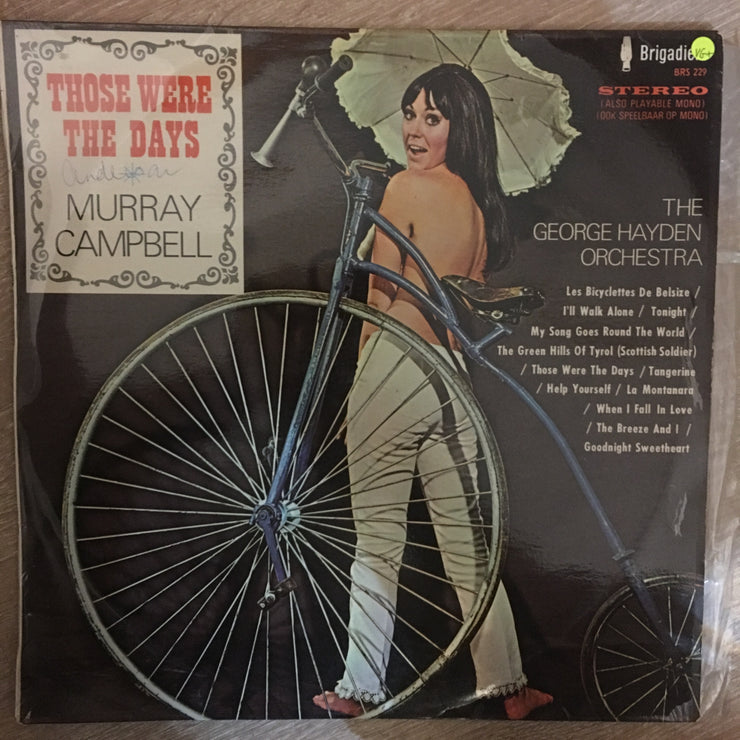 THOSE WERE
THE DAYS
MURRAY
CAMPBELL
Brigadie
VG+
BRS 229
STEREO
(ALSO PLAYABLE MONO)
(OOK SPEELBAAR OP MONO)
THE
GEORGE HAYDEN
ORCHESTRA
Les Bicyclettes De Belsize /
I'll Walk Alone / Tonight /
My Song Goes Round The World /
The Green Hills Of Tyrol (Scottish Soldier)
/ Those Were The Days / Tangerine
/ Help Yourself / La Montanara
/ When I Fall In Love
/ The Breeze And I /
Goodnight Sweetheart